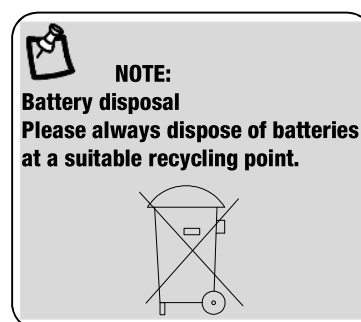 NOTE:
Battery disposal
Please always dispose of batteries
at a suitable recycling point.